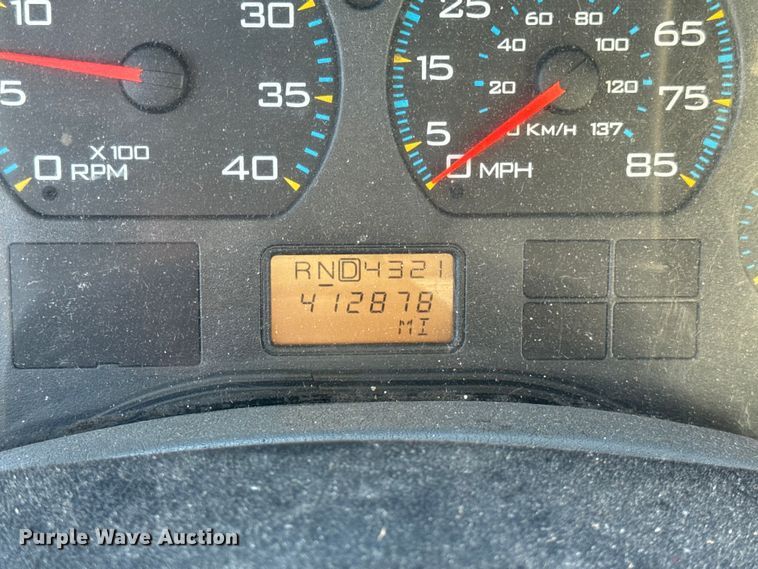 10 30
5 35
0 X100 RPM 40
25 60 80 65
40 100
15 20 120 75
5 KM/H 137
0 MPH 85
RND4321
412878
MI
Purple Wave Auction